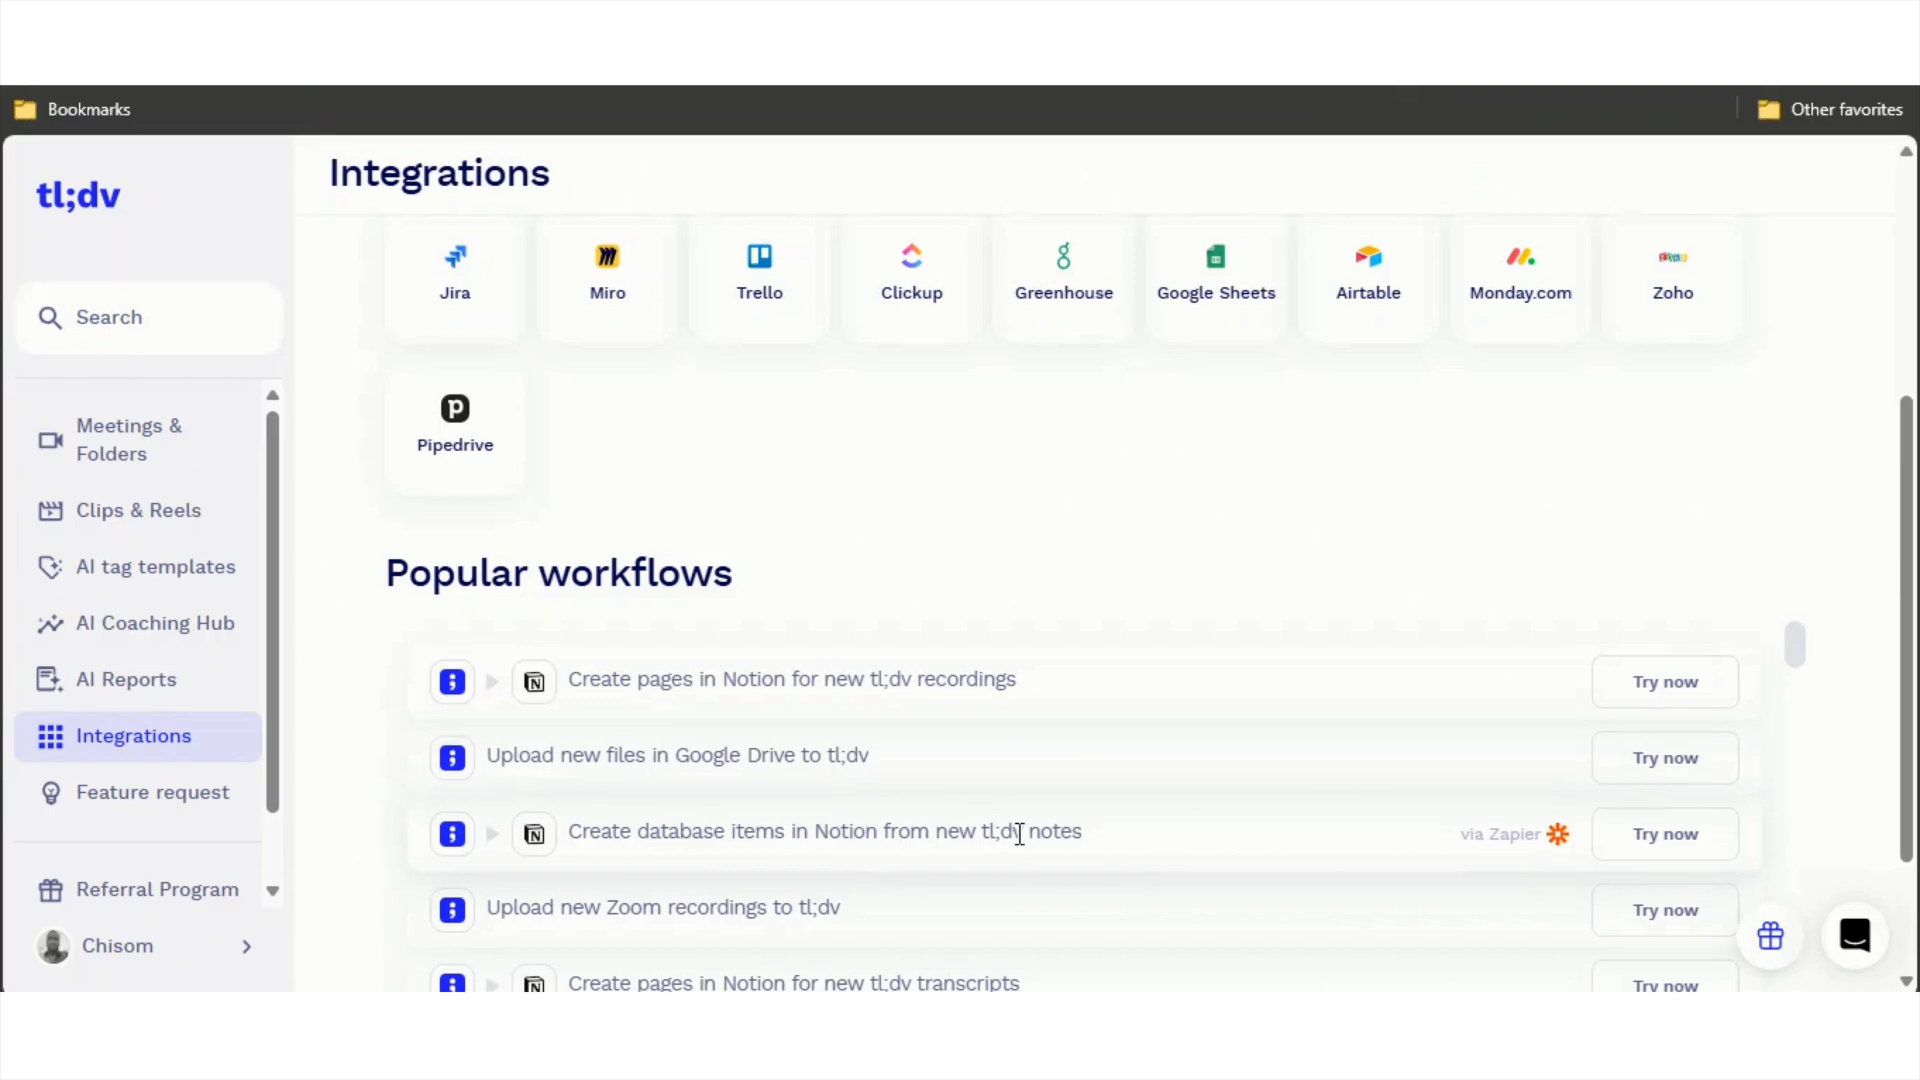 Bookmarks
Other favorites
tl;dv
Integrations
Search
Meetings &
Folders
Clips & Reels
AI tag templates
AI Coaching Hub
AI Reports
Integrations
Feature request
Referral Program
Chisom
Jira
Miro
Trello
Clickup
Greenhouse
Google Sheets
Airtable
Monday.com
Zoho
Pipedrive
Popular workflows
Create pages in Notion for new tl;dv recordings
Try now
Upload new files in Google Drive to tl;dv
Try now
Create database items in Notion from new tl;dv notes
via Zapier
Try now
Upload new Zoom recordings to tl;dv
Try now
Create pages in Notion for new tl;dv transcripts
Try now